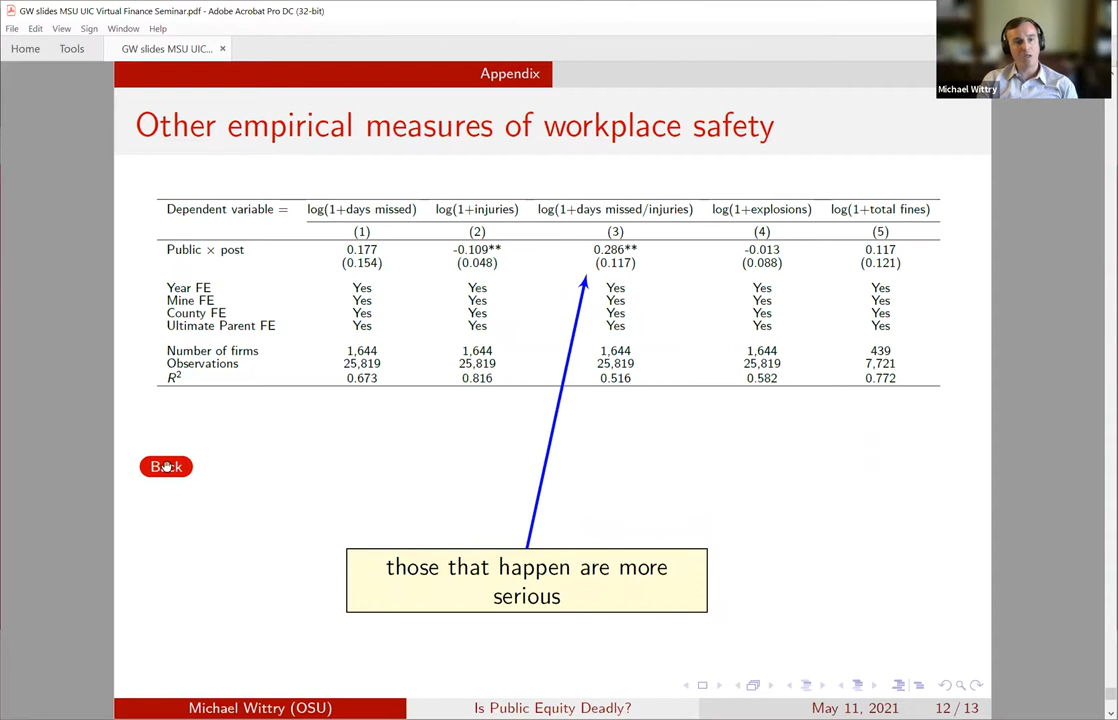 GW slides MSU UIC Virtual Finance Seminar.pdf - Adobe Acrobat Pro DC (32-bit)
File Edit View Sign Window Help
Home Tools GW slides MSU UIC... ×
Michael Wittry
Appendix
Other empirical measures of workplace safety
Dependent variable = log(1+days missed) log(1+injuries) log(1+days missed/injuries) log(1+explosions) log(1+total fines)
(1) (2) (3) (4) (5)
Public × post 0.177 -0.109** 0.286** -0.013 0.117
(0.154) (0.048) (0.117) (0.088) (0.121)
Year FE Yes Yes Yes Yes Yes
Mine FE Yes Yes Yes Yes Yes
County FE Yes Yes Yes Yes Yes
Ultimate Parent FE Yes Yes Yes Yes Yes
Number of firms 1,644 1,644 1,644 1,644 439
Observations 25,819 25,819 25,819 25,819 7,721
R² 0.673 0.816 0.516 0.582 0.772
Back
those that happen are more
serious
Michael Wittry (OSU) Is Public Equity Deadly? May 11, 2021 12 / 13